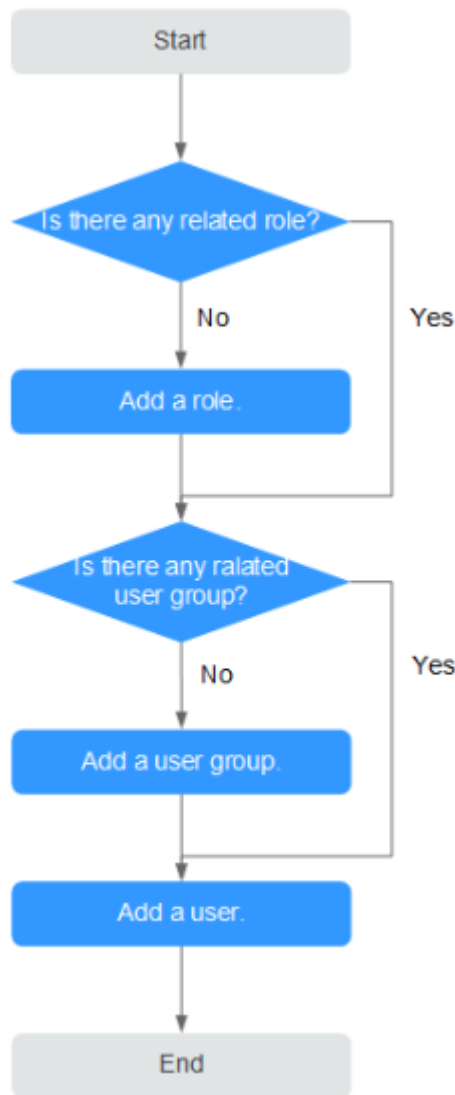 Start
Is there any related role?
No
Yes
Add a role.
Is there any ralated
user group?
No
Yes
Add a user group.
Add a user.
End